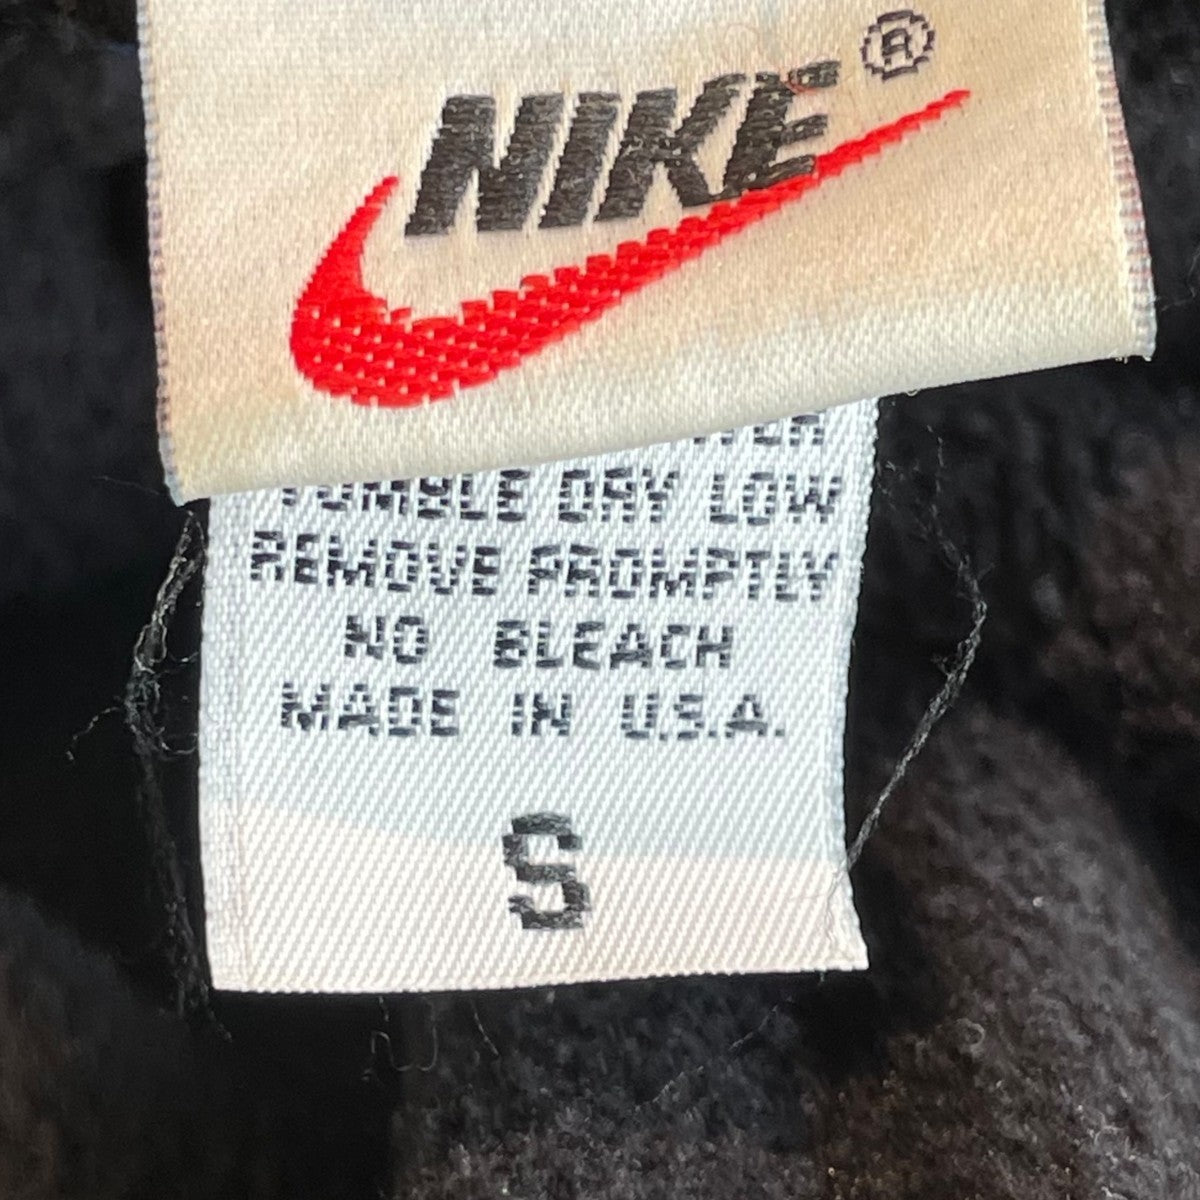 NIKE®
TUMBLE DRY LOW
REMOVE PROMPTLY
NO BLEACH
MADE IN U.S.A.
S